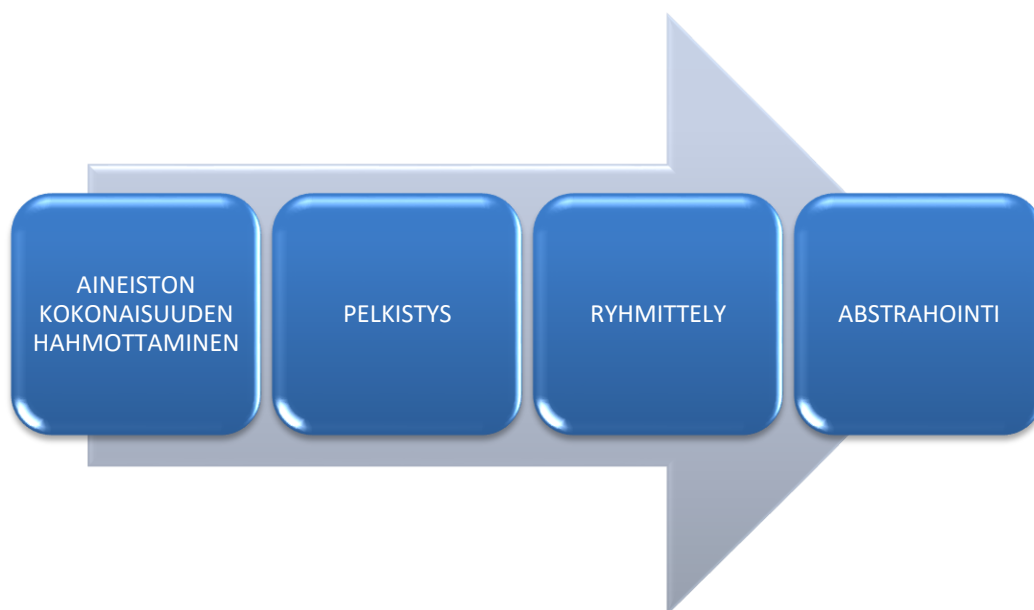 AINEISTON
KOKONAISUUDEN
HAHMOTTAMINEN
PELKISTYS
RYHMITTELY
ABSTRAHOINTI